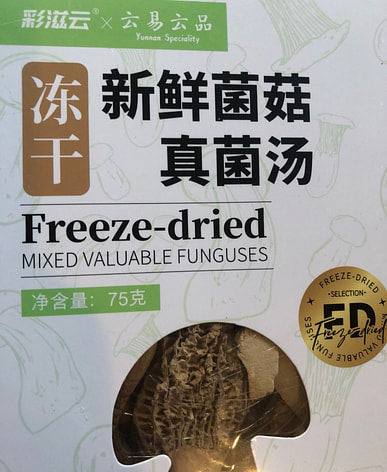 彩滋云® × 云易云品
Yunnan Speciality
冻干
新鲜菌菇
真菌汤
Freeze-dried
MIXED VALUABLE FUNGUSES
净含量：75克
FREEZE-DRIED
SELECTION
FD
Freeze-dried
VALUABLE FUNGUSES